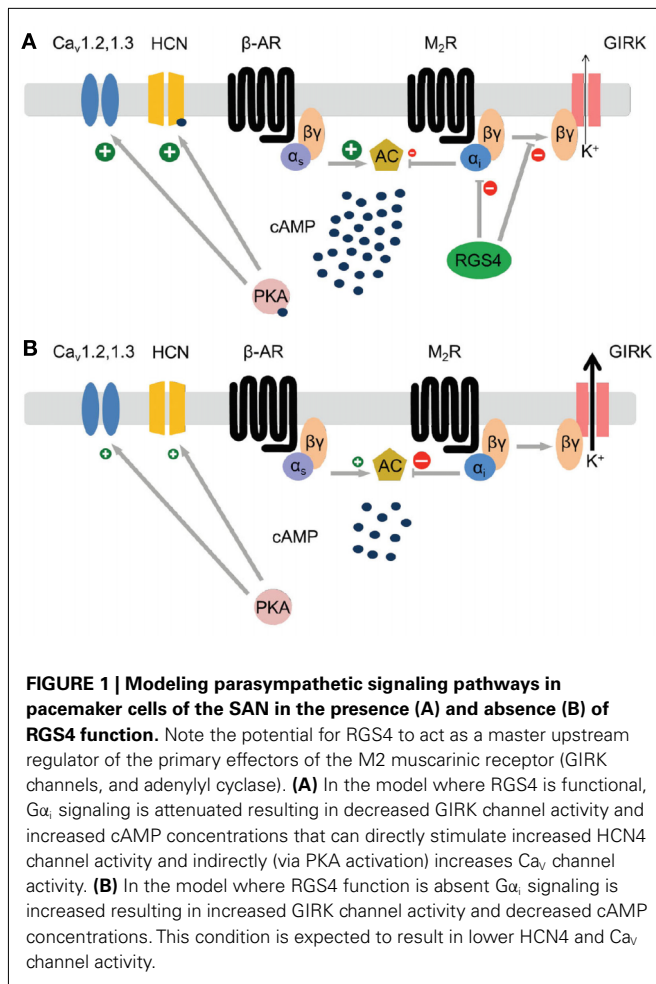 A
Caᵥ1.2,1.3 HCN β-AR M₂R GIRK
βγ βγ βγ
+ + αₛ + AC - αᵢ - - K⁺
cAMP
RGS4
PKA
B
Caᵥ1.2,1.3 HCN β-AR M₂R GIRK
βγ βγ βγ
+ + αₛ + AC - αᵢ K⁺
cAMP
PKA
FIGURE 1 | Modeling parasympathetic signaling pathways in
pacemaker cells of the SAN in the presence (A) and absence (B) of
RGS4 function. Note the potential for RGS4 to act as a master upstream
regulator of the primary effectors of the M2 muscarinic receptor (GIRK
channels, and adenylyl cyclase). (A) In the model where RGS4 is functional,
Gαᵢ signaling is attenuated resulting in decreased GIRK channel activity and
increased cAMP concentrations that can directly stimulate increased HCN4
channel activity and indirectly (via PKA activation) increases Caᵥ channel
activity. (B) In the model where RGS4 function is absent Gαᵢ signaling is
increased resulting in increased GIRK channel activity and decreased cAMP
concentrations. This condition is expected to result in lower HCN4 and Caᵥ
channel activity.